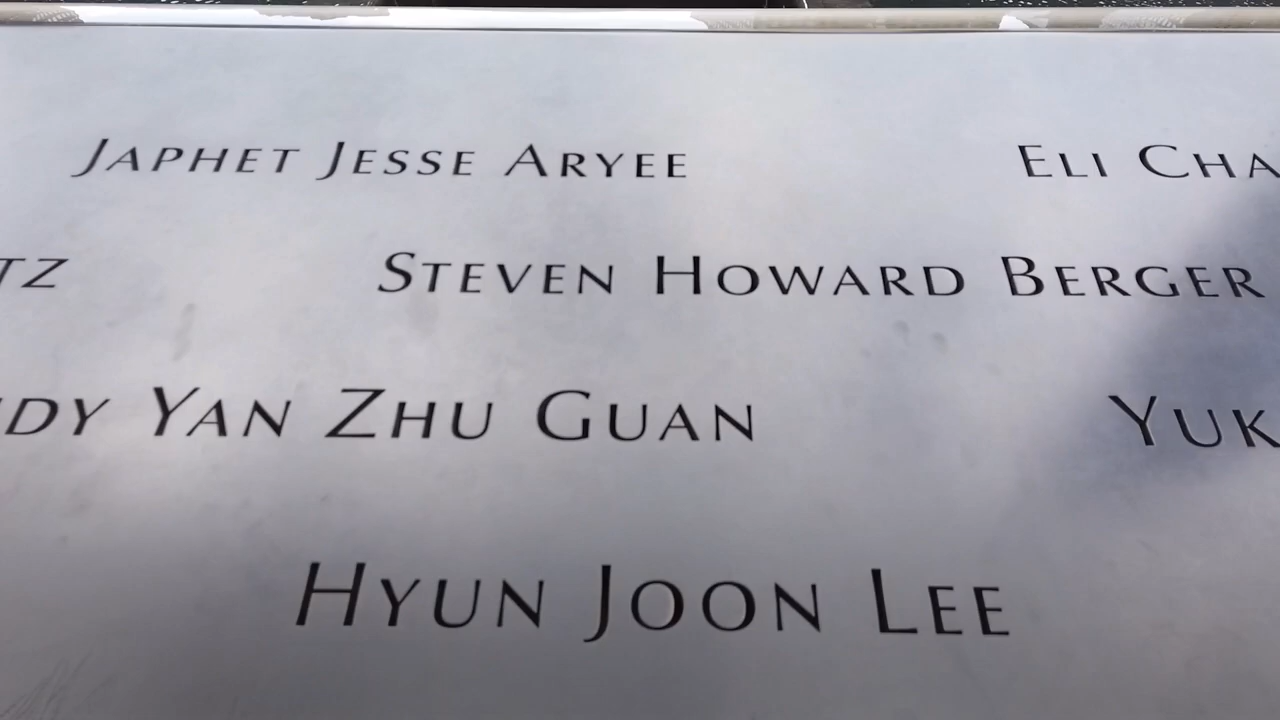 Japhet Jesse Aryee Eli Cha
tz Steven Howard Berger
dy Yan Zhu Guan Yuk
Hyun Joon Lee